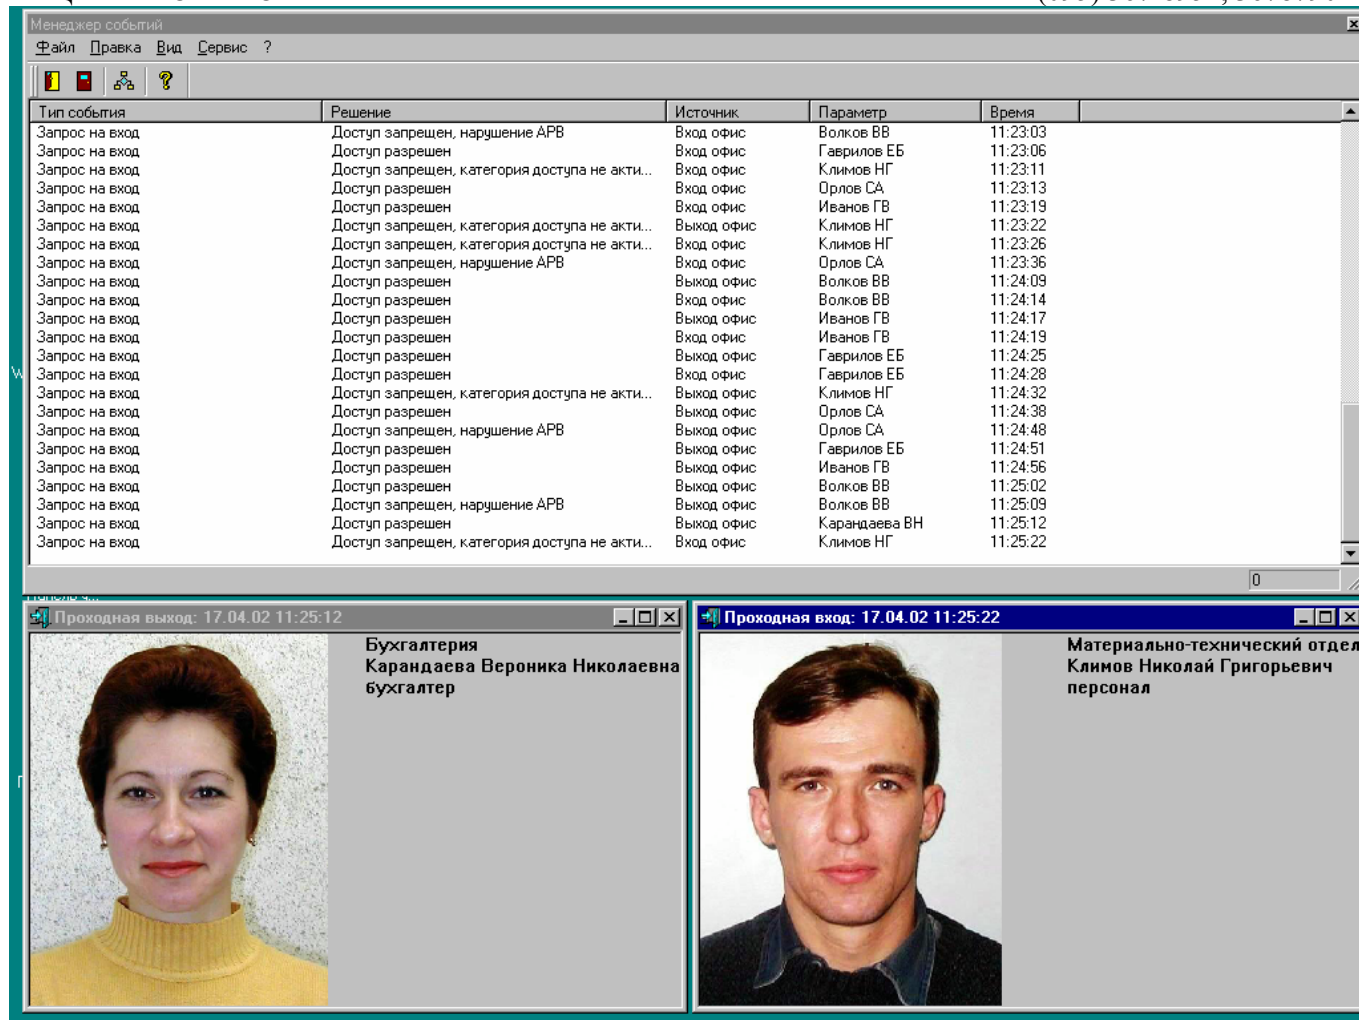 Менеджер событий
Файл Правка Вид Сервис ?
Тип события Решение Источник Параметр Время
Запрос на вход Доступ запрещен, нарушение APB Вход офис Волков ВВ 11:23:03
Запрос на вход Доступ разрешен Вход офис Гаврилов ЕБ 11:23:06
Запрос на вход Доступ запрещен, категория доступа не акти... Вход офис Климов НГ 11:23:11
Запрос на вход Доступ разрешен Вход офис Орлов СА 11:23:13
Запрос на вход Доступ разрешен Вход офис Иванов ГВ 11:23:19
Запрос на вход Доступ запрещен, категория доступа не акти... Выход офис Климов НГ 11:23:22
Запрос на вход Доступ запрещен, категория доступа не акти... Вход офис Климов НГ 11:23:26
Запрос на вход Доступ запрещен, нарушение APB Вход офис Орлов СА 11:23:36
Запрос на вход Доступ разрешен Выход офис Волков ВВ 11:24:09
Запрос на вход Доступ разрешен Вход офис Волков ВВ 11:24:14
Запрос на вход Доступ разрешен Выход офис Иванов ГВ 11:24:17
Запрос на вход Доступ разрешен Вход офис Иванов ГВ 11:24:19
Запрос на вход Доступ разрешен Выход офис Гаврилов ЕБ 11:24:25
Запрос на вход Доступ разрешен Вход офис Гаврилов ЕБ 11:24:28
Запрос на вход Доступ запрещен, категория доступа не акти... Выход офис Климов НГ 11:24:32
Запрос на вход Доступ разрешен Выход офис Орлов СА 11:24:38
Запрос на вход Доступ запрещен, нарушение APB Выход офис Орлов СА 11:24:48
Запрос на вход Доступ разрешен Выход офис Гаврилов ЕБ 11:24:51
Запрос на вход Доступ разрешен Выход офис Иванов ГВ 11:24:56
Запрос на вход Доступ разрешен Выход офис Волков ВВ 11:25:02
Запрос на вход Доступ запрещен, нарушение APB Выход офис Волков ВВ 11:25:09
Запрос на вход Доступ разрешен Выход офис Карандаева ВН 11:25:12
Запрос на вход Доступ запрещен, категория доступа не акти... Вход офис Климов НГ 11:25:22
0
Проходная выход: 17.04.02 11:25:12
Бухгалтерия
Карандаева Вероника Николаевна
бухгалтер
Проходная вход: 17.04.02 11:25:22
Материально-технический отдел
Климов Николай Григорьевич
персонал